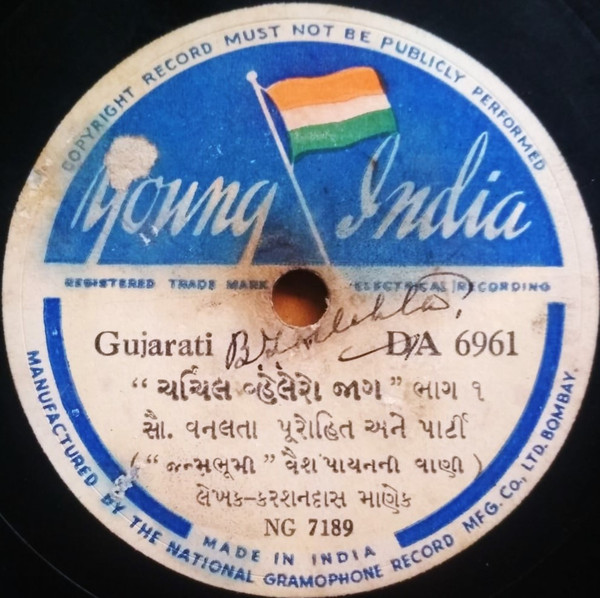 COPYRIGHT RECORD MUST NOT BE PUBLICLY PERFORMED
Young India
REGISTERED TRADE MARK ELECTRICAL RECORDING
Gujarati DA 6961
“ ચર્ચિલ વ્હેલેરો જાગ ” ભાગ ૧
સૌ. વનલતા પૂરોહિત અને પાર્ટી
( “ જન્મભૂમી ” વૈશંપાયનની વાણી )
લેખક–કરશનદાસ માણેક
NG 7189
MADE IN INDIA
MANUFACTURED BY THE NATIONAL GRAMOPHONE RECORD MFG. CO., LTD. BOMBAY.